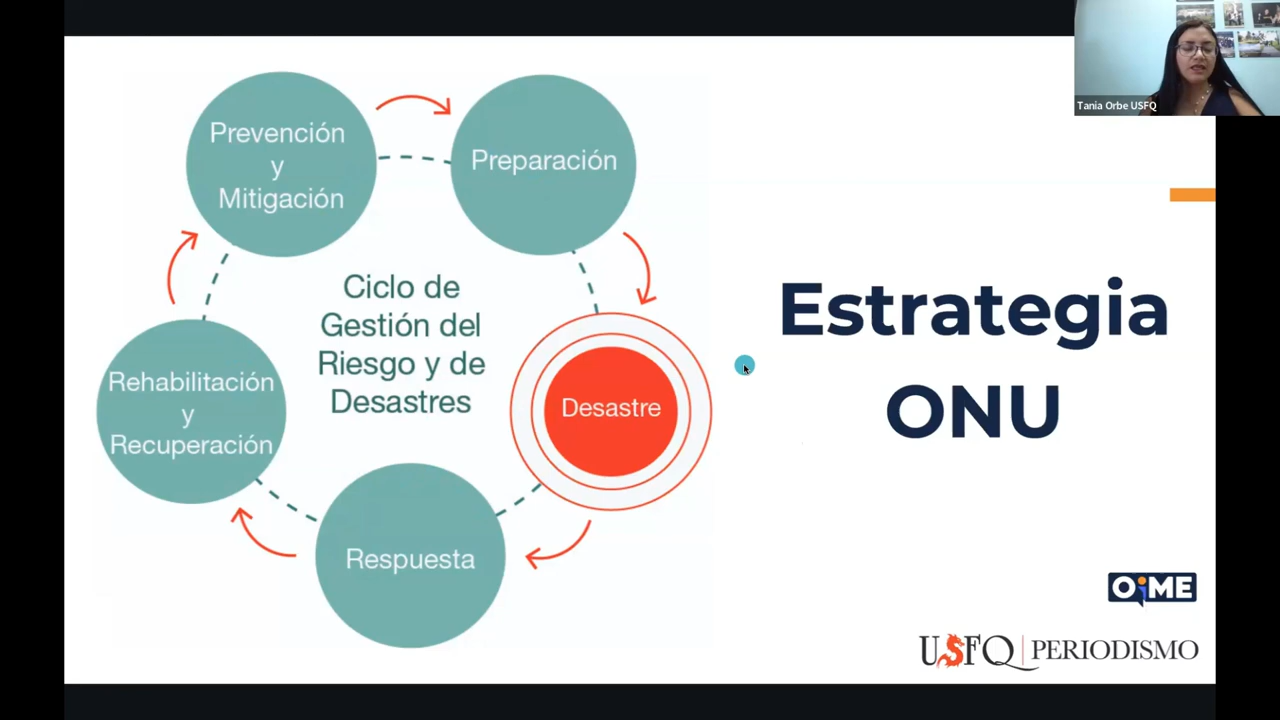 Tania Orbe USFQ
Prevención
y
Mitigación
Preparación
Ciclo de
Gestión del
Riesgo y de
Desastres
Desastre
Rehabilitación
y
Recuperación
Respuesta
Estrategia
ONU
OiME
USFQ PERIODISMO